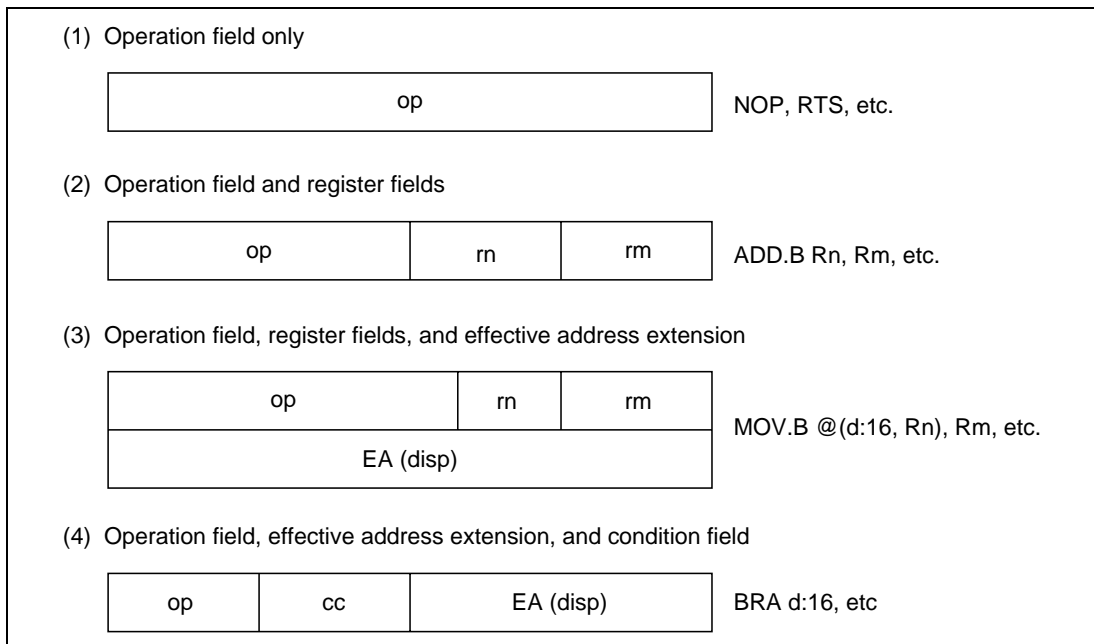 (1) Operation field only
op
NOP, RTS, etc.
(2) Operation field and register fields
op rn rm
ADD.B Rn, Rm, etc.
(3) Operation field, register fields, and effective address extension
op rn rm
EA (disp)
MOV.B @(d:16, Rn), Rm, etc.
(4) Operation field, effective address extension, and condition field
op cc EA (disp)
BRA d:16, etc